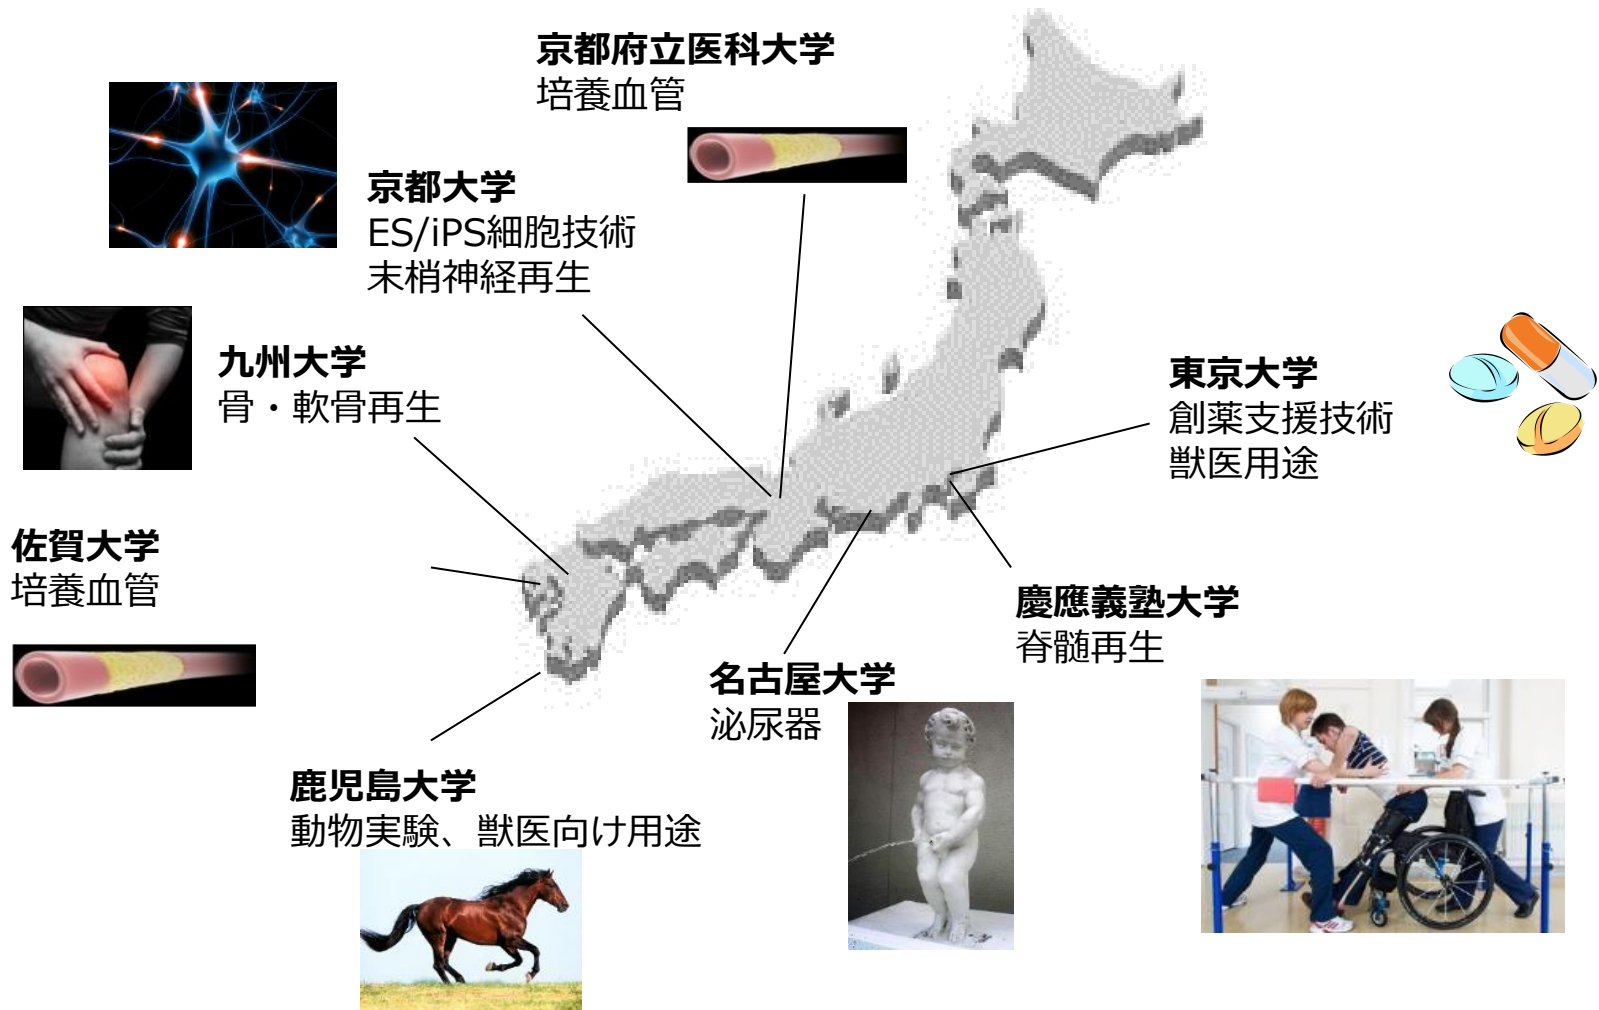 京都府立医科大学
培養血管
京都大学
ES/iPS細胞技術
末梢神経再生
九州大学
骨・軟骨再生
東京大学
創薬支援技術
獣医用途
佐賀大学
培養血管
慶應義塾大学
脊髄再生
名古屋大学
泌尿器
鹿児島大学
動物実験、獣医向け用途